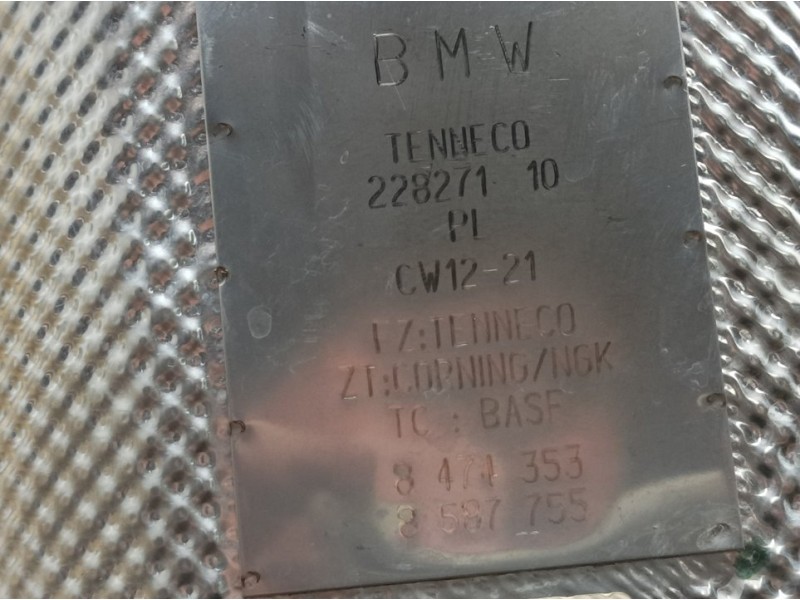 BMW
TENNECO
228271 10
PL
CW12-21
FZ:TENNECO
ZT:CORNING/NGK
TC : BASF
8 471 353
8 587 755